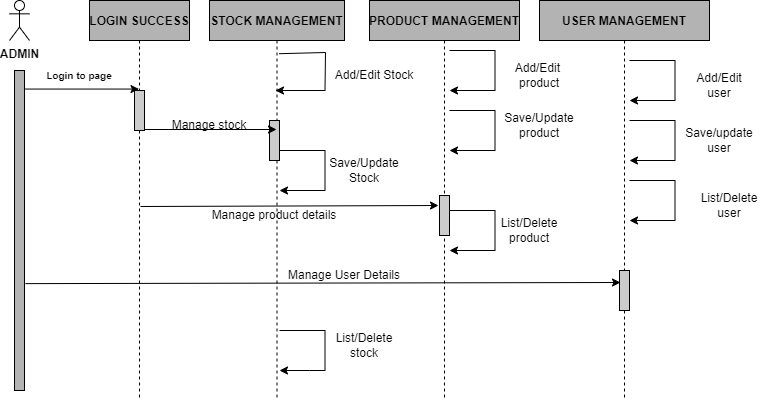 LOGIN SUCCESS
STOCK MANAGEMENT
PRODUCT MANAGEMENT
USER MANAGEMENT
ADMIN
Login to page
Add/Edit Stock
Add/Edit
product
Add/Edit
user
Manage stock
Save/Update
product
Save/update
user
Save/Update
Stock
List/Delete
user
Manage product details
List/Delete
product
Manage User Details
List/Delete
stock